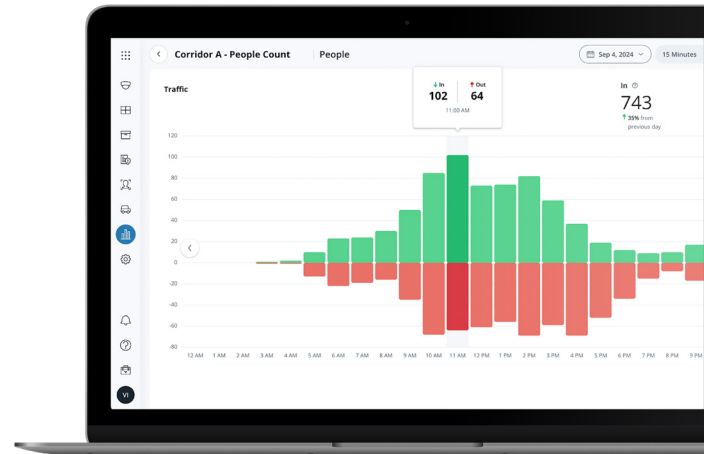 Corridor A - People Count
People
Sep 4, 2024
15 Minutes
Traffic
In
102
Out
64
11:00 AM
In
743
35% from
previous day
120
100
80
60
40
20
0
-20
-40
-60
-80
12 AM 1 AM 2 AM 3 AM 4 AM 5 AM 6 AM 7 AM 8 AM 9 AM 10 AM 11 AM 12 PM 1 PM 2 PM 3 PM 4 PM 5 PM 6 PM 7 PM 8 PM 9 PM
VI